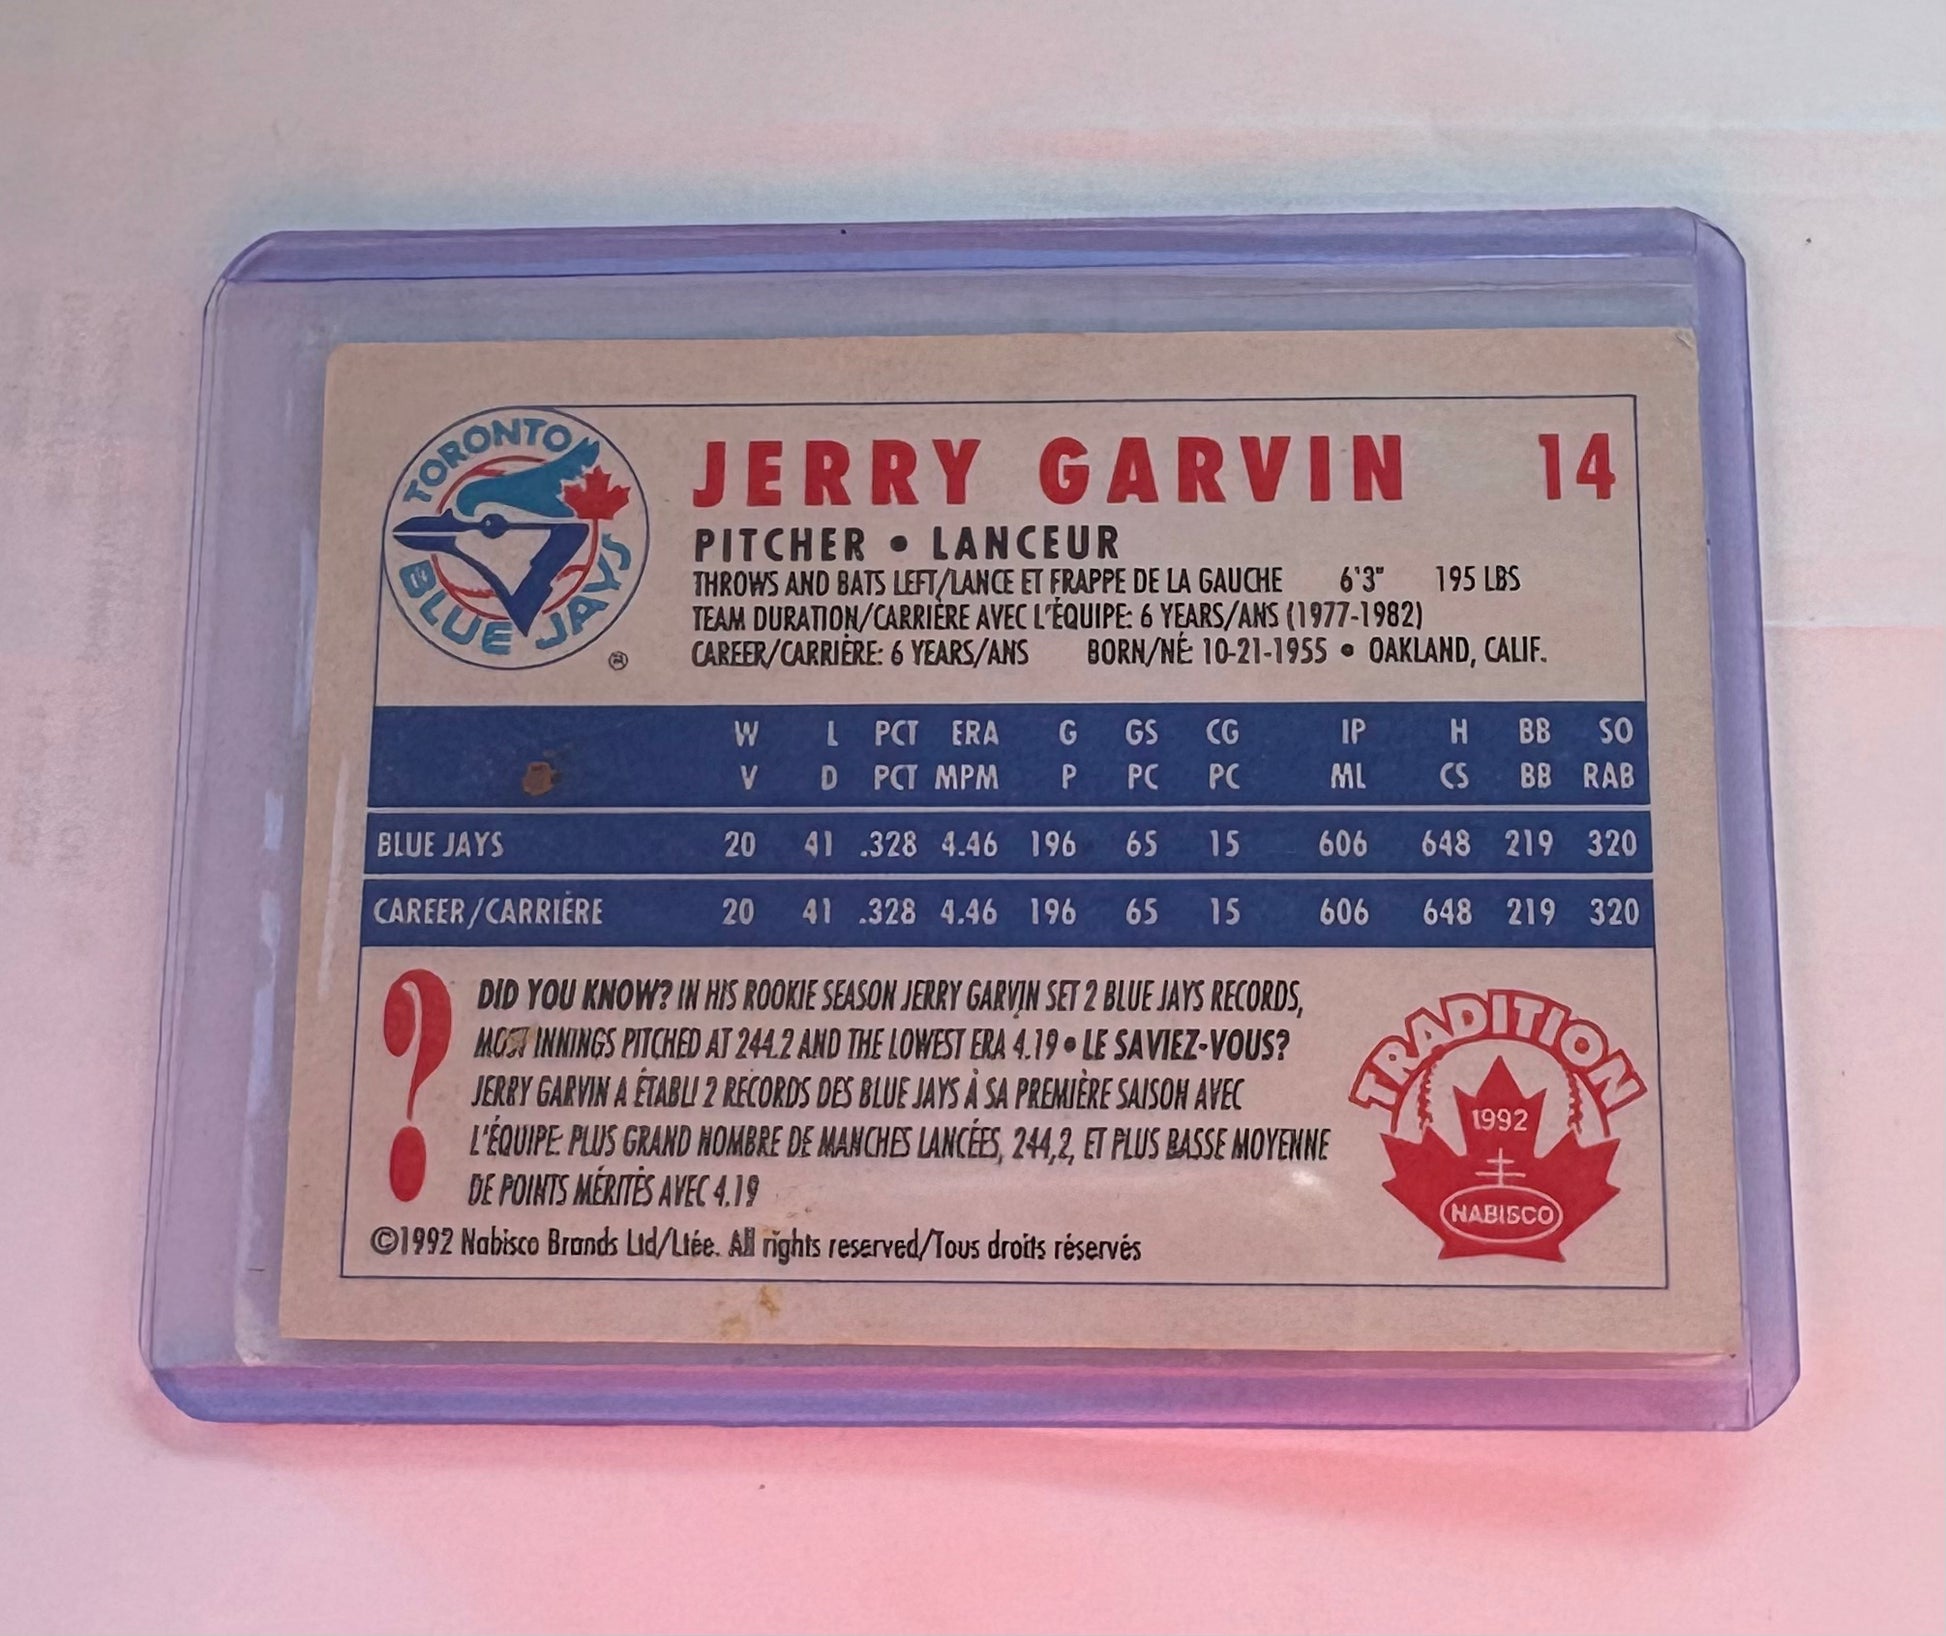 TORONTO
BLUE JAYS
®
JERRY GARVIN 14
PITCHER • LANCEUR
THROWS AND BATS LEFT/LANCE ET FRAPPE DE LA GAUCHE 6'3" 195 LBS
TEAM DURATION/CARRIÈRE AVEC L'ÉQUIPE: 6 YEARS/ANS (1977-1982)
CAREER/CARRIÈRE: 6 YEARS/ANS BORN/NÉ: 10-21-1955 • OAKLAND, CALIF.
W L PCT ERA G GS CG IP H BB SO
V D PCT MPM P PC PC ML CS BB RAB
BLUE JAYS 20 41 .328 4.46 196 65 15 606 648 219 320
CAREER/CARRIÈRE 20 41 .328 4.46 196 65 15 606 648 219 320
? DID YOU KNOW? IN HIS ROOKIE SEASON JERRY GARVIN SET 2 BLUE JAYS RECORDS,
MOST INNINGS PITCHED AT 244.2 AND THE LOWEST ERA 4.19 • LE SAVIEZ-VOUS?
JERRY GARVIN A ÉTABLI 2 RECORDS DES BLUE JAYS À SA PREMIÈRE SAISON AVEC
L'ÉQUIPE: PLUS GRAND NOMBRE DE MANCHES LANCÉES, 244,2, ET PLUS BASSE MOYENNE
DE POINTS MÉRITÉS AVEC 4.19
TRADITION
1992
NABISCO
©1992 Nabisco Brands Ltd/Ltée. All rights reserved/Tous droits réservés